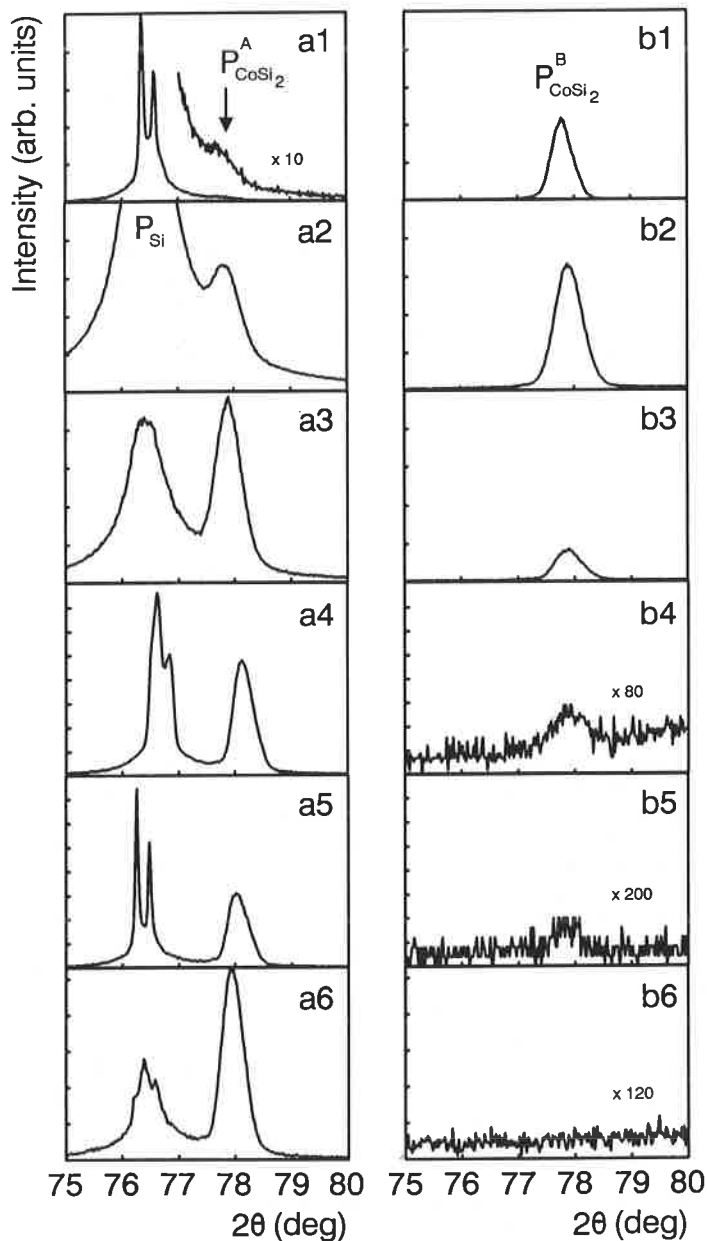 Intensity (arb. units)
a1
P^A_CoSi₂
x 10
P_Si
a2
a3
a4
a5
a6
75 76 77 78 79 80
2θ (deg)
b1
P^B_CoSi₂
b2
b3
b4
x 80
b5
x 200
b6
x 120
75 76 77 78 79 80
2θ (deg)